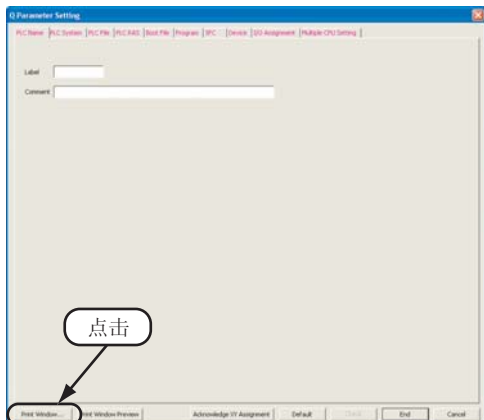 Q Parameter Setting
PLC Name PLC System PLC File PLC RAS Boot File Program SFC Device I/O Assignment Multiple CPU Setting
Label
Comment
点击
Print Window... Print Window Preview Acknowledge XY Assignment Default Check End Cancel